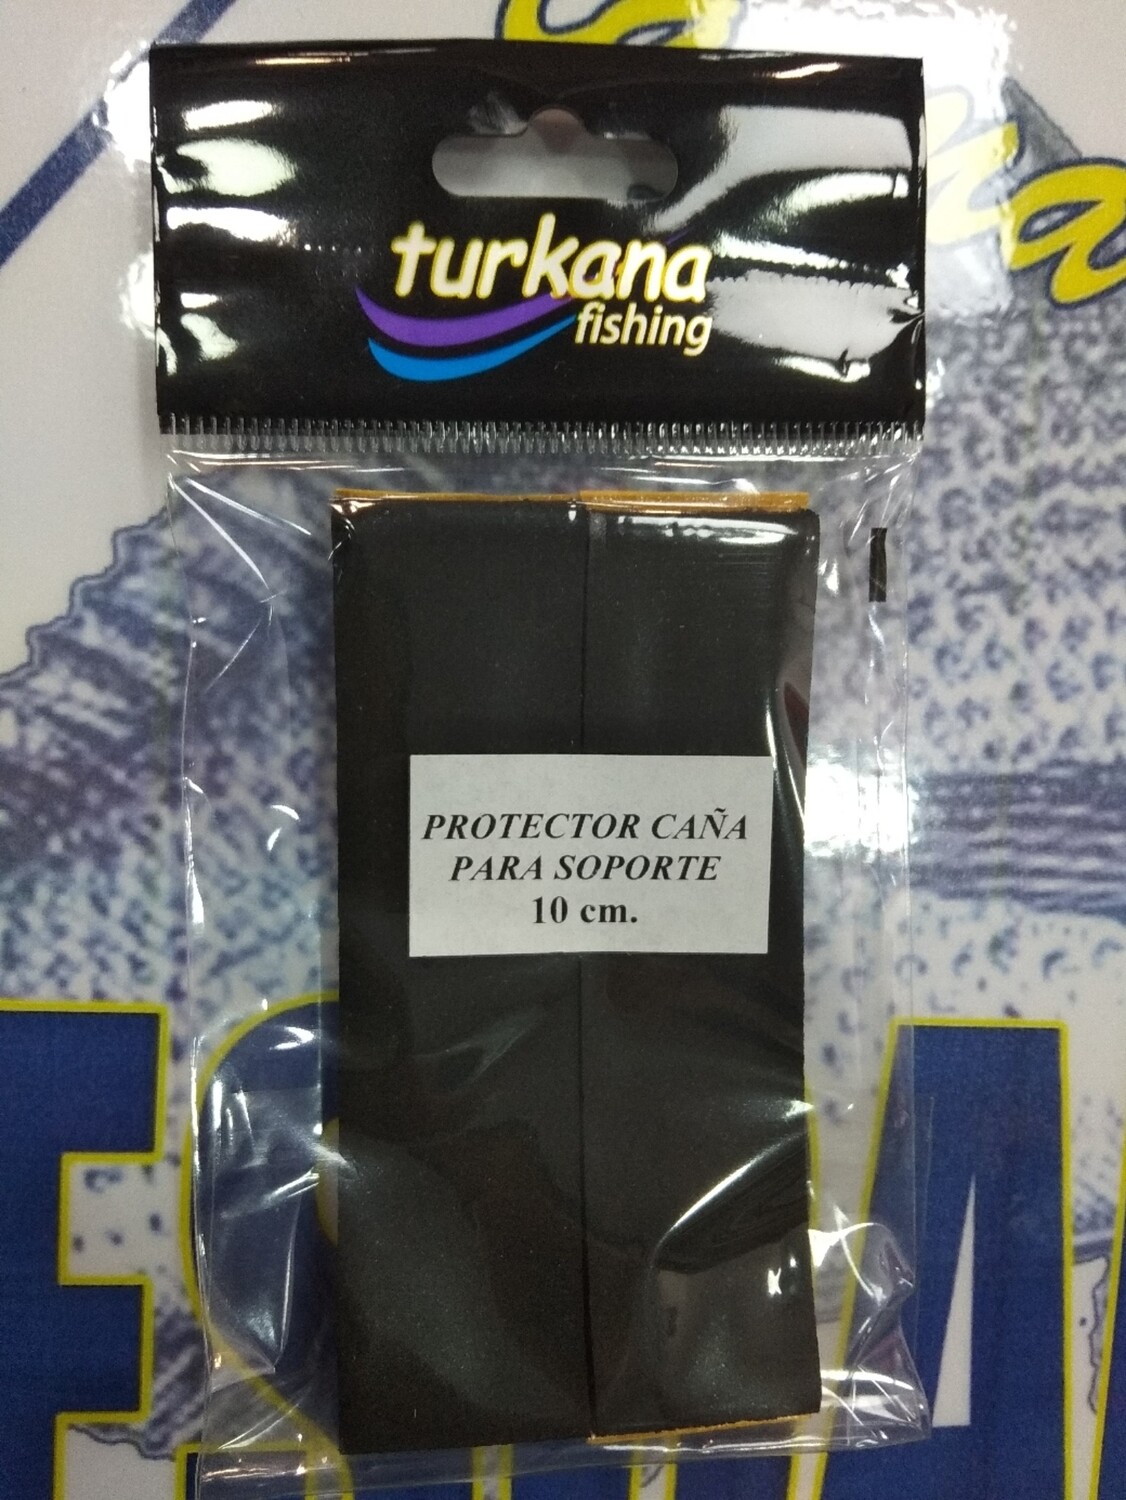 turkana
fishing
PROTECTOR CAÑA
PARA SOPORTE
10 cm.